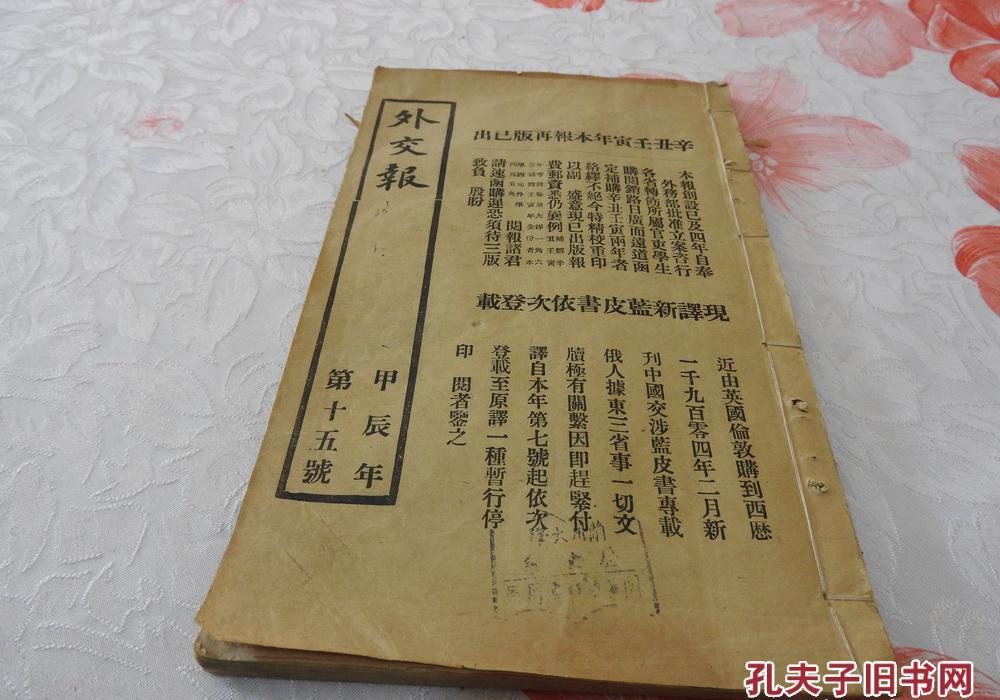 外交報
甲辰年
第十五號
辛丑壬寅年本報再版已出
本報創設已及四年自奉
外務部批准立案咨行
各省轉飭所屬官吏學生
購閱銷路日廣而遠道函
定補購辛丑壬寅兩年者
絡繹不絕今特精校重印
以副 盛意現已出版報
費郵資悉仍舊例
請速函購遲恐須待三版 閱報諸君
致負 殷盼
現譯新藍皮書依次登載
近由英國倫敦購到西歷
一千九百零四年二月新
刊中國交涉藍皮書專載
俄人據東三省事一切文
牘極有關繫因即趕緊付
譯自本年第七號起依次
登載至原譯一種暫行停
印 閱者鑒之
孔夫子旧书网